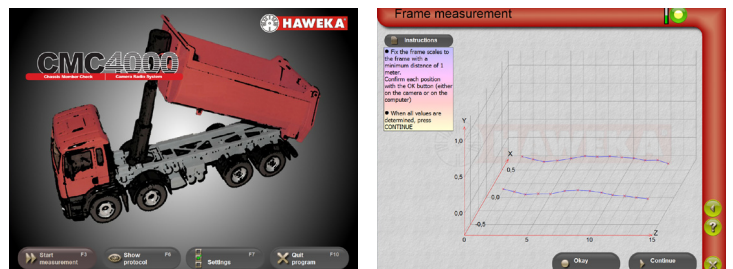 HAWEKA
CMC4000
Chassis Member Check
Camera Radio System
Start
measurement
F3
Show
protocol
F6
Settings
F7
Quit
program
F10
Frame measurement
Instructions
● Fix the frame scales to
the frame with a
minimum distance of 1
meter.
Confirm each position
with the OK button (either
on the camera or on the
computer)
● When all values are
determined, press
CONTINUE
HAWEKA
Y
1,0
0,5
0,0
X
0,5
0,0
-0,5
0
5
10
15
Z
Okay
Continue
?